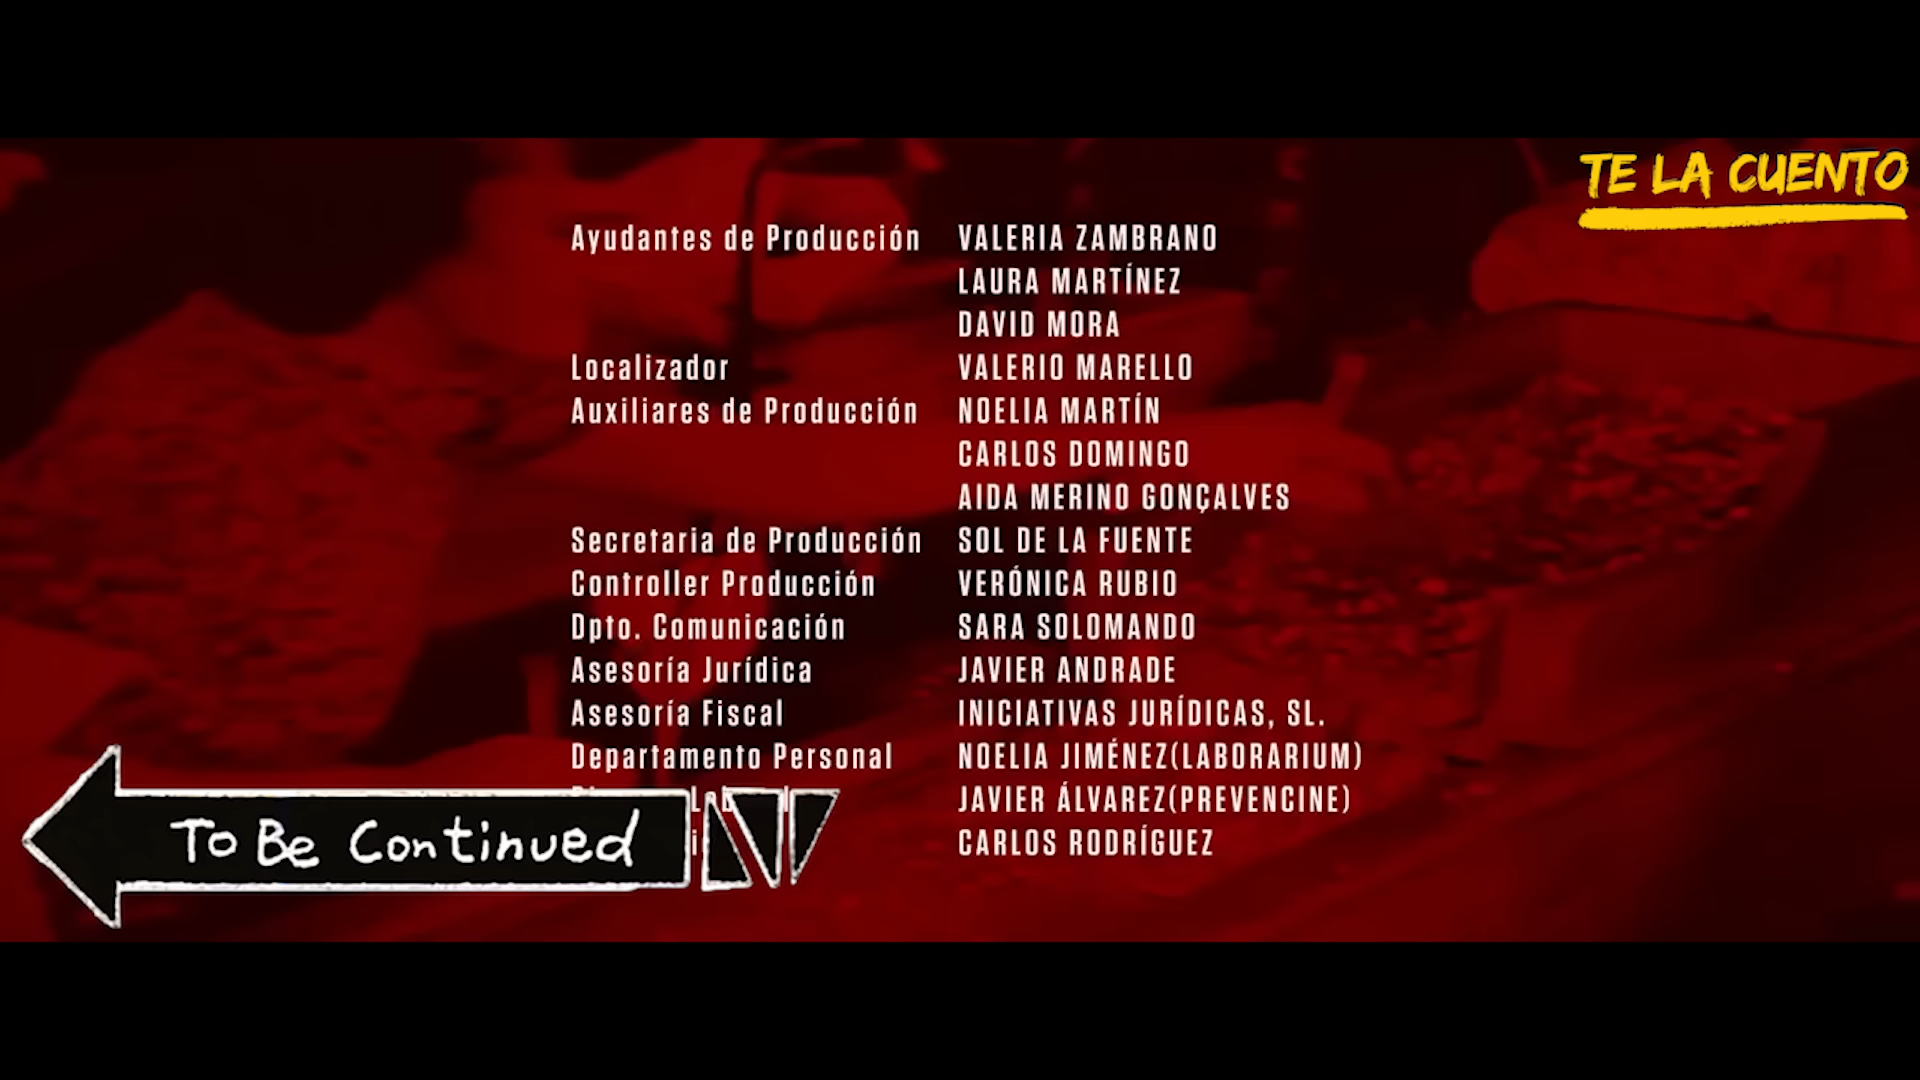 TE LA CUENTO
Ayudantes de Producción VALERIA ZAMBRANO
LAURA MARTÍNEZ
DAVID MORA
Localizador VALERIO MARELLO
Auxiliares de Producción NOELIA MARTÍN
CARLOS DOMINGO
AIDA MERINO GONÇALVES
Secretaria de Producción SOL DE LA FUENTE
Controller Producción VERÓNICA RUBIO
Dpto. Comunicación SARA SOLOMANDO
Asesoría Jurídica JAVIER ANDRADE
Asesoría Fiscal INICIATIVAS JURÍDICAS, SL.
Departamento Personal NOELIA JIMÉNEZ(LABORARIUM)
JAVIER ÁLVAREZ(PREVENCINE)
CARLOS RODRÍGUEZ
To Be Continued